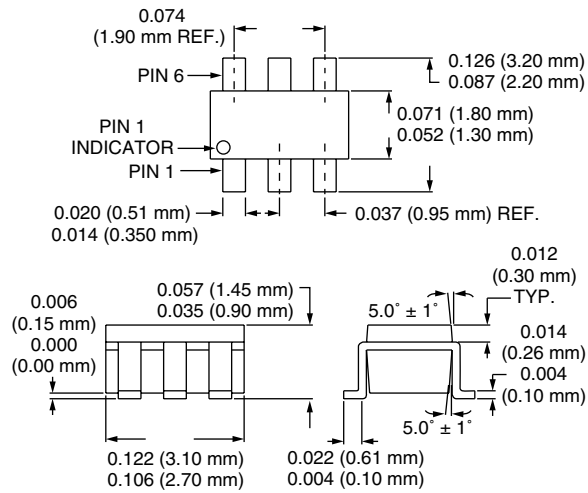 0.074
(1.90 mm REF.)
PIN 6
0.126 (3.20 mm)
0.087 (2.20 mm)
0.071 (1.80 mm)
0.052 (1.30 mm)
PIN 1
INDICATOR
PIN 1
0.020 (0.51 mm)
0.014 (0.350 mm)
0.037 (0.95 mm) REF.
0.006
(0.15 mm)
0.000
(0.00 mm)
0.057 (1.45 mm)
0.035 (0.90 mm)
0.122 (3.10 mm)
0.106 (2.70 mm)
5.0° ± 1°
0.012
(0.30 mm)
TYP.
0.014
(0.26 mm)
0.004
(0.10 mm)
5.0° ± 1°
0.022 (0.61 mm)
0.004 (0.10 mm)